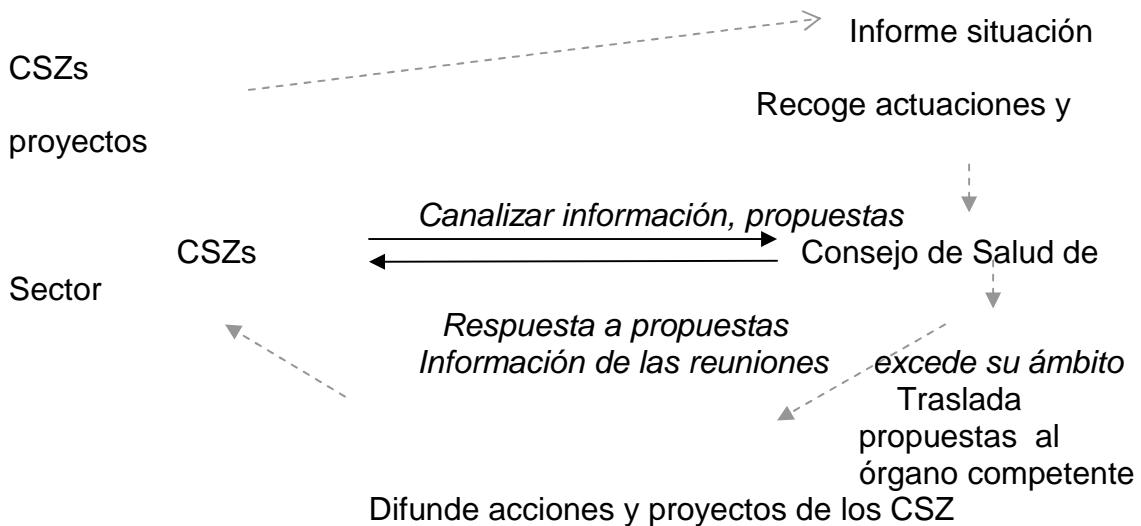 Informe situación
CSZs
Recoge actuaciones y
proyectos
Canalizar información, propuestas
CSZs Consejo de Salud de
Sector
Respuesta a propuestas
Información de las reuniones excede su ámbito
Traslada
propuestas al
órgano competente
Difunde acciones y proyectos de los CSZ